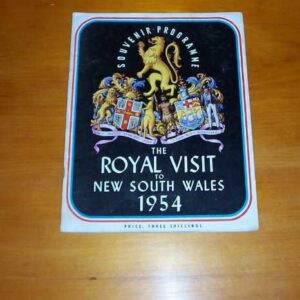 SOUVENIR·PROGRAMME
THE
ROYAL VISIT
TO
NEW SOUTH WALES
1954
PRICE: THREE SHILLINGS